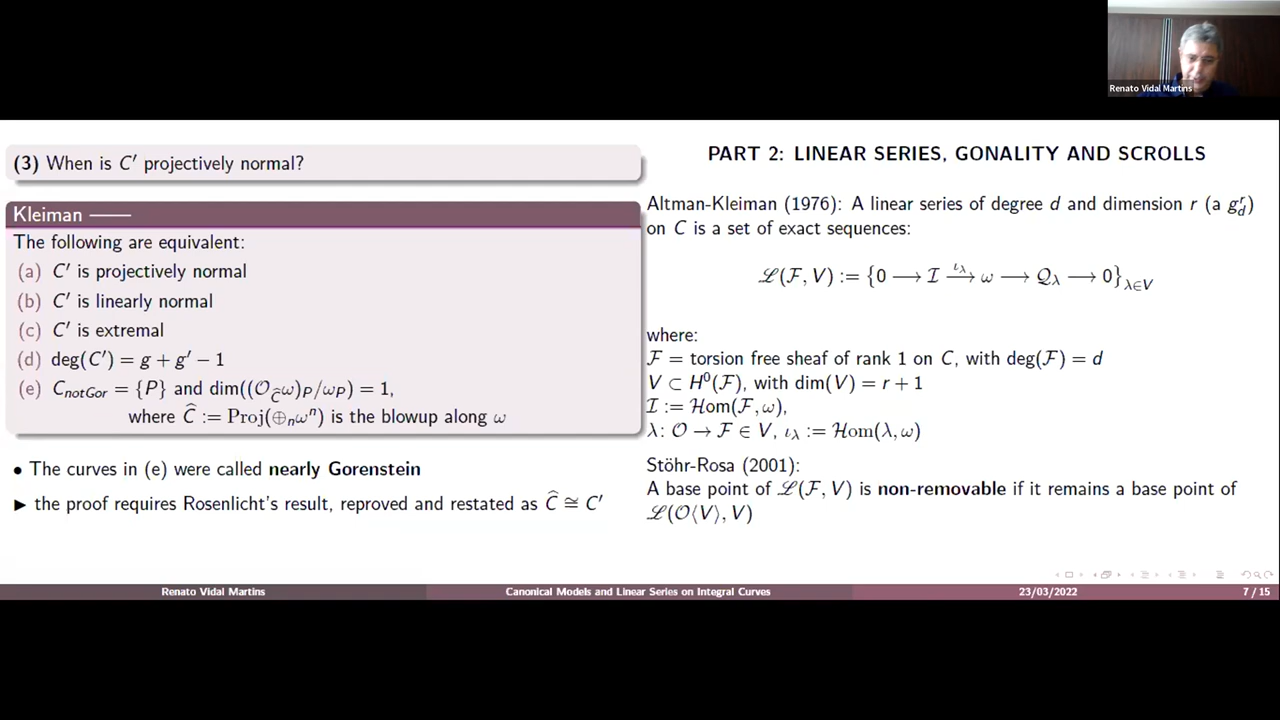 Renato Vidal Martins
(3) When is C′ projectively normal?
Kleiman ——
The following are equivalent:
(a) C′ is projectively normal
(b) C′ is linearly normal
(c) C′ is extremal
(d) deg(C′) = g + g′ − 1
(e) C_notGor = {P} and dim((𝒪_Ĉ ω)_P/ω_P) = 1,
where Ĉ := Proj(⊕_n ω^n) is the blowup along ω
• The curves in (e) were called nearly Gorenstein
▶ the proof requires Rosenlicht's result, reproved and restated as Ĉ ≅ C′
PART 2: LINEAR SERIES, GONALITY AND SCROLLS
Altman-Kleiman (1976): A linear series of degree d and dimension r (a g^r_d)
on C is a set of exact sequences:
ℒ(ℱ, V) := {0 ⟶ ℐ —ι_λ→ ω ⟶ 𝒬_λ ⟶ 0}_{λ∈V}
where:
ℱ = torsion free sheaf of rank 1 on C, with deg(ℱ) = d
V ⊂ H^0(ℱ), with dim(V) = r + 1
ℐ := ℋom(ℱ, ω),
λ: 𝒪 → ℱ ∈ V, ι_λ := ℋom(λ, ω)
Stöhr-Rosa (2001):
A base point of ℒ(ℱ, V) is non-removable if it remains a base point of
ℒ(𝒪⟨V⟩, V)
Renato Vidal Martins
Canonical Models and Linear Series on Integral Curves
23/03/2022
7 / 15